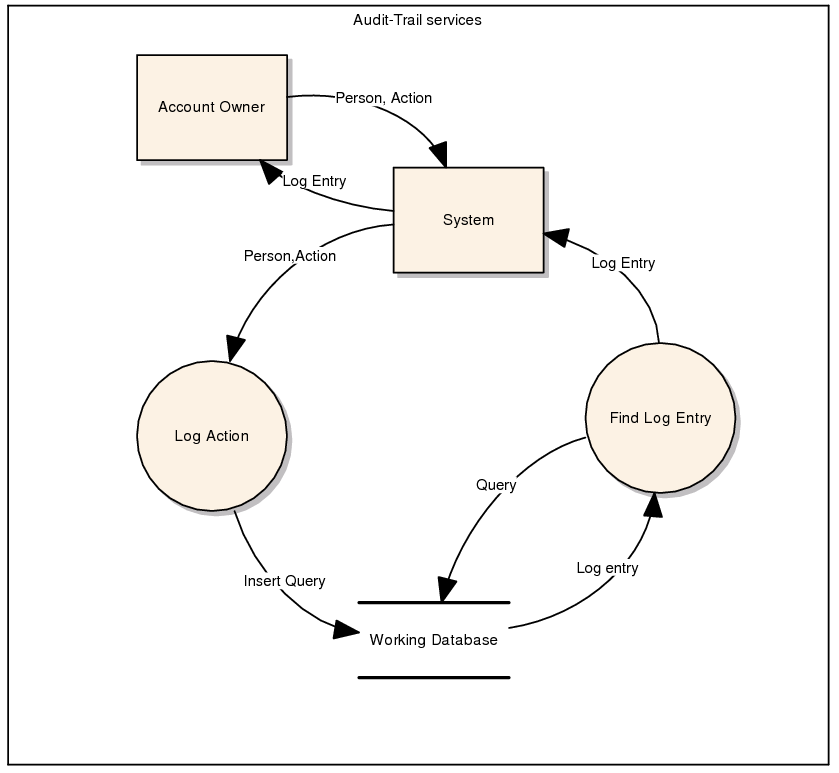 Audit-Trail services
Account Owner
Person, Action
Log Entry
System
Person,Action
Log Entry
Log Action
Find Log Entry
Query
Log entry
Insert Query
Working Database